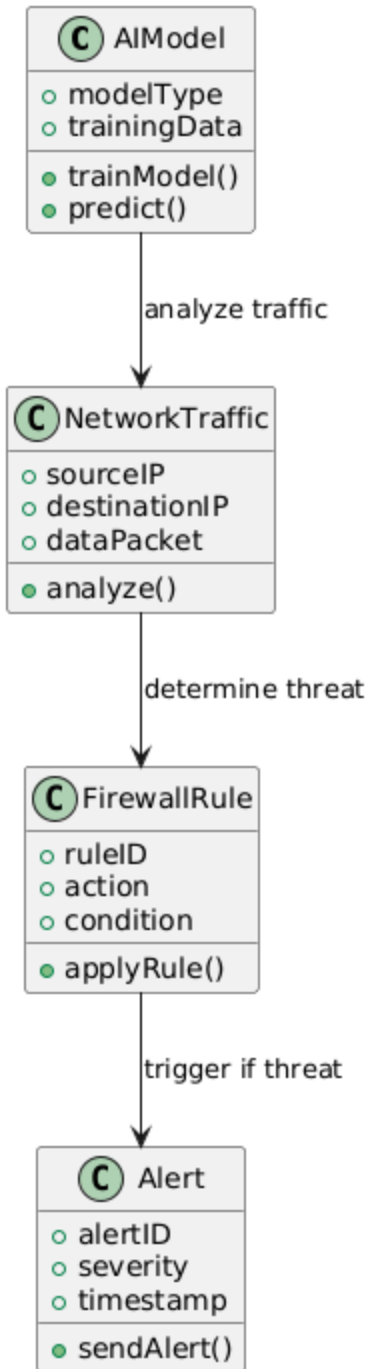 C AIModel
modelType
trainingData
trainModel()
predict()
analyze traffic
C NetworkTraffic
sourceIP
destinationIP
dataPacket
analyze()
determine threat
C FirewallRule
ruleID
action
condition
applyRule()
trigger if threat
C Alert
alertID
severity
timestamp
sendAlert()